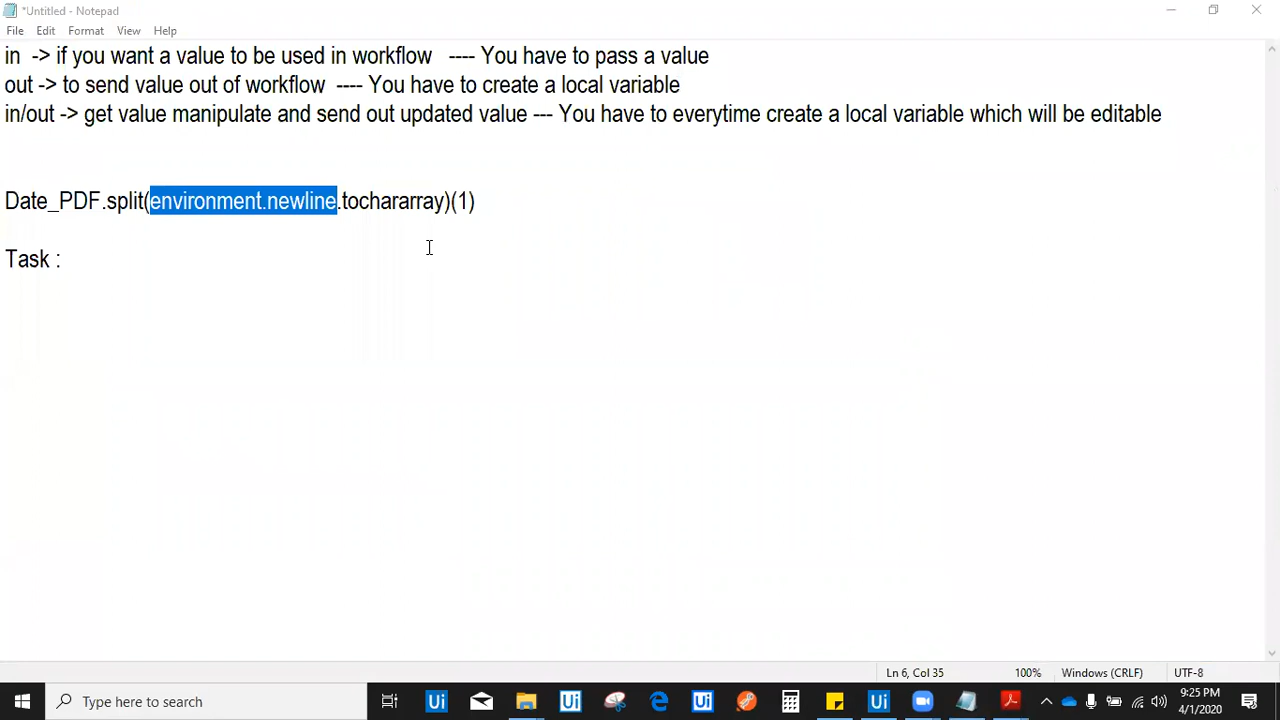 *Untitled - Notepad
File Edit Format View Help
in -> if you want a value to be used in workflow ---- You have to pass a value
out -> to send value out of workflow ---- You have to create a local variable
in/out -> get value manipulate and send out updated value --- You have to everytime create a local variable which will be editable
Date_PDF.split(environment.newline.tochararray)(1)
Task :
Ln 6, Col 35 100% Windows (CRLF) UTF-8
Type here to search
Ui Ui Ui Ui
9:25 PM
4/1/2020